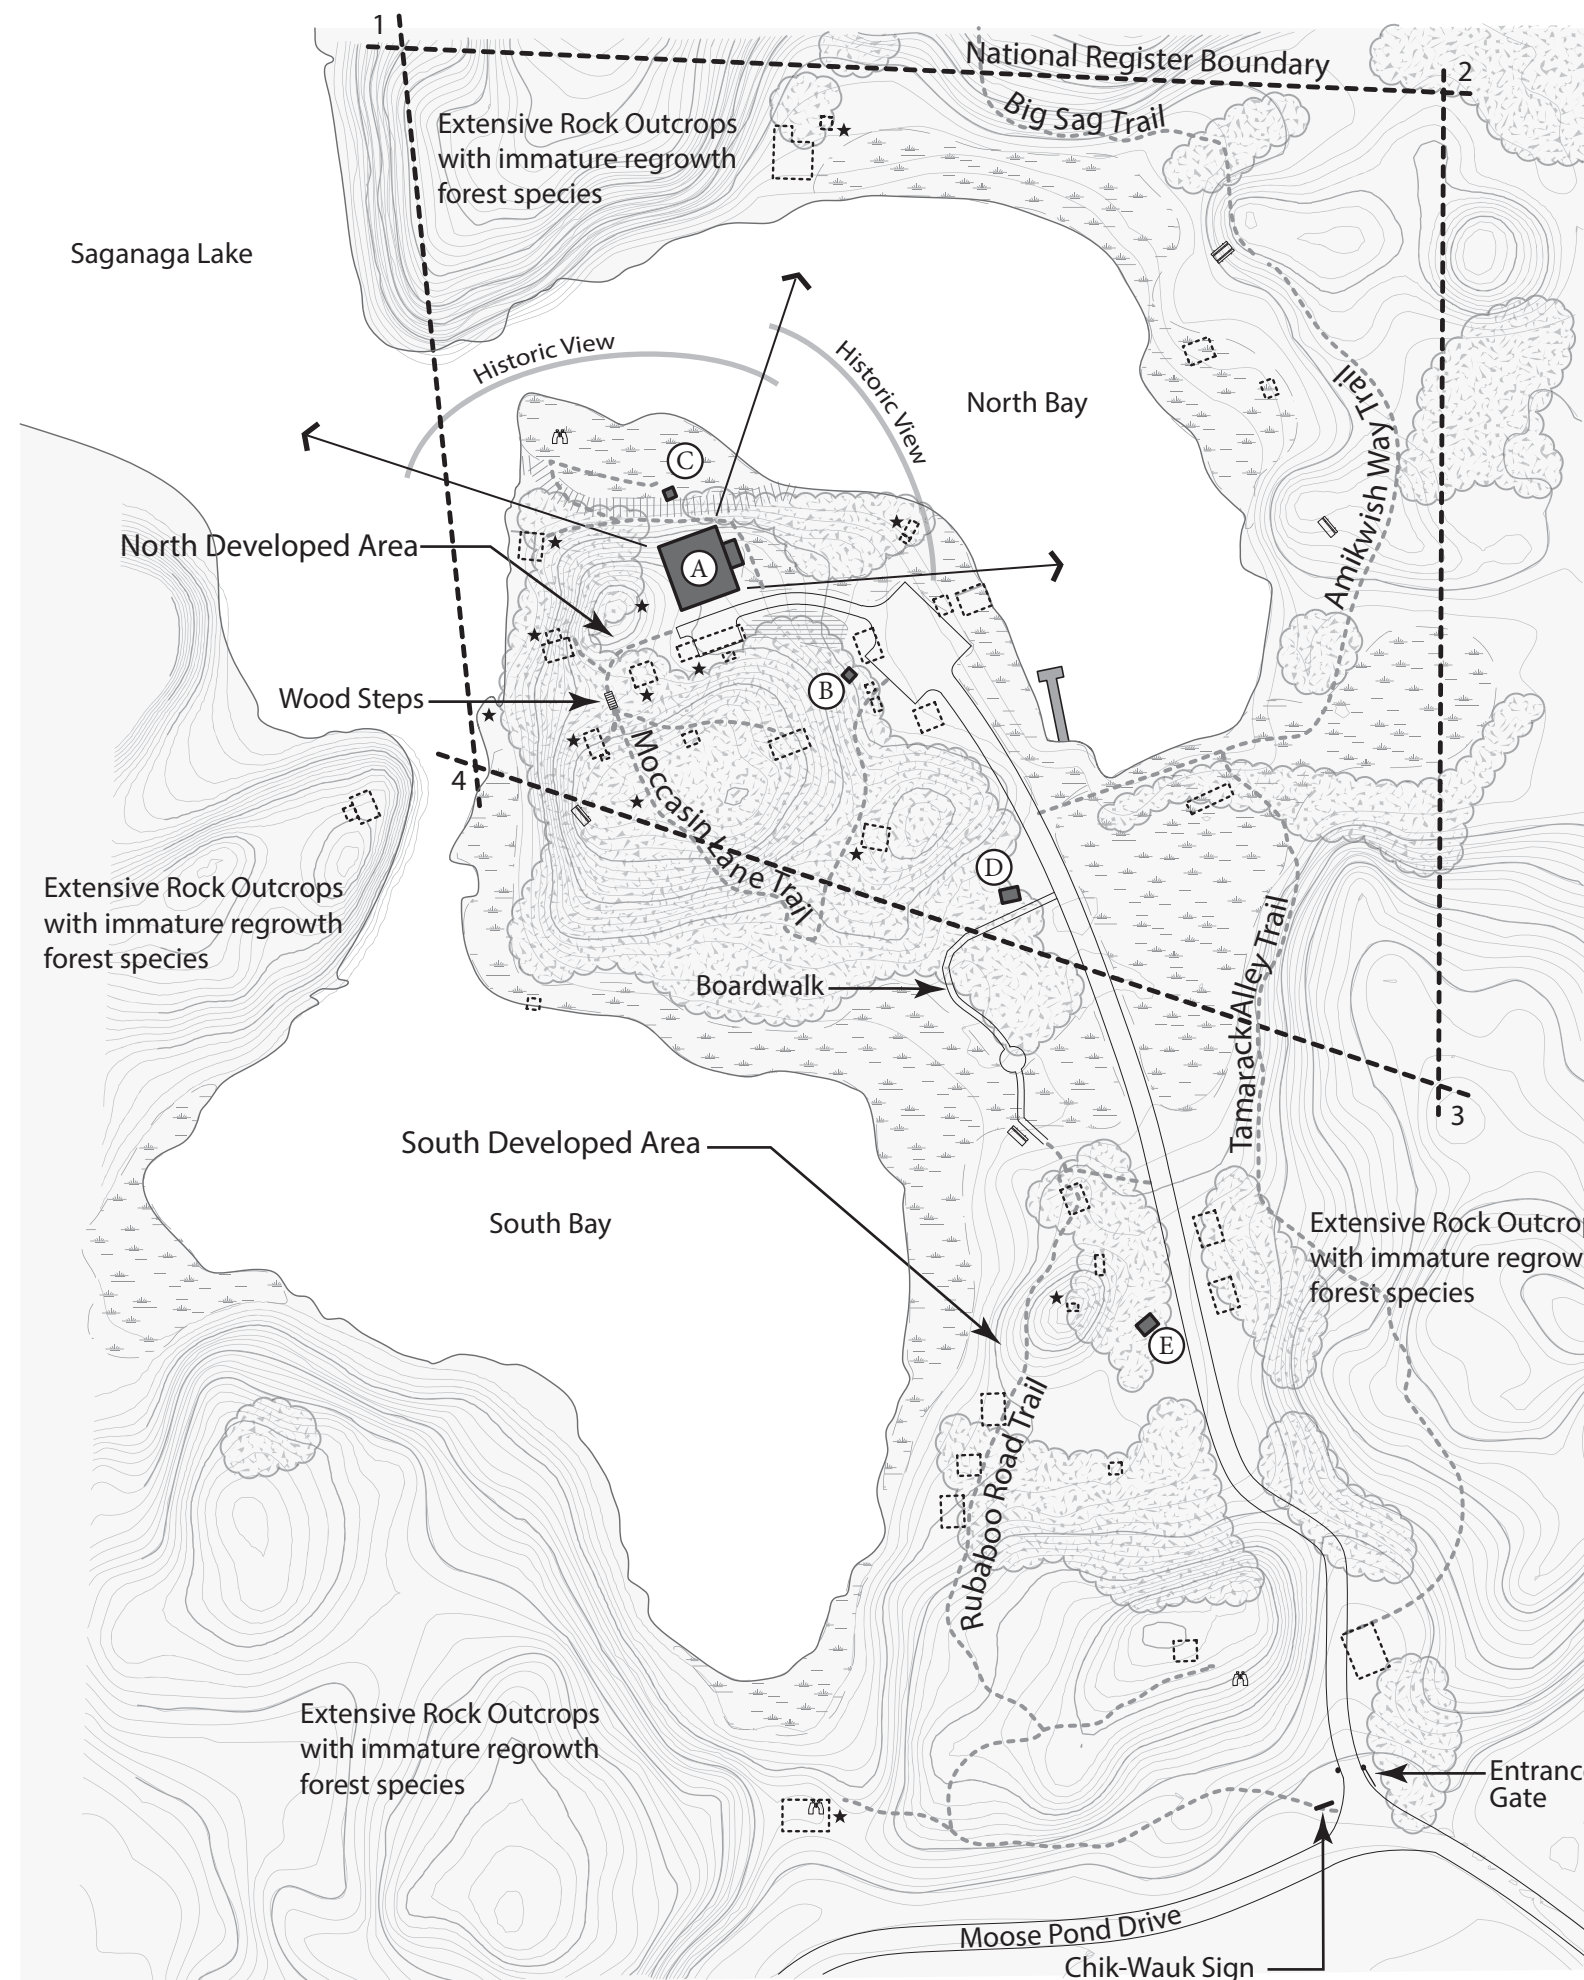 1
National Register Boundary
2
Big Sag Trail
Extensive Rock Outcrops
with immature regrowth
forest species
Saganaga Lake
Historic View
Historic View
North Bay
Amikwish Way Trail
C
North Developed Area
A
Wood Steps
B
Moccasin Lane Trail
4
D
Extensive Rock Outcrops
with immature regrowth
forest species
Boardwalk
Tamarack Alley Trail
3
South Developed Area
South Bay
Extensive Rock Outcro
with immature regrow
forest species
E
Rubaboo Road Trail
Extensive Rock Outcrops
with immature regrowth
forest species
Entranc
Gate
Moose Pond Drive
Chik-Wauk Sign